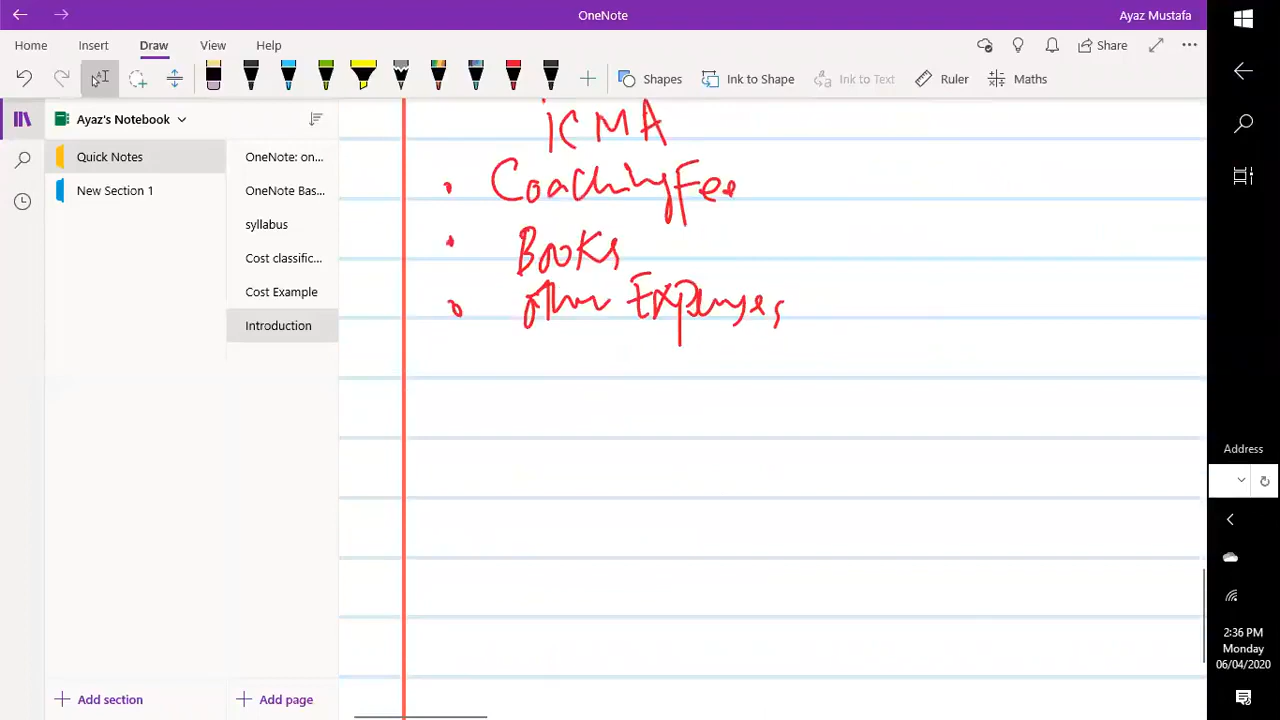 OneNote
Ayaz Mustafa
Home Insert Draw View Help
Share
Shapes Ink to Shape Ink to Text Ruler Maths
Ayaz's Notebook
Quick Notes
New Section 1
OneNote: on...
OneNote Bas...
syllabus
Cost classific...
Cost Example
Introduction
iCMA
• Coaching Fee
• Books
• other Expenses
Add section
Add page
Address
2:36 PM
Monday
06/04/2020